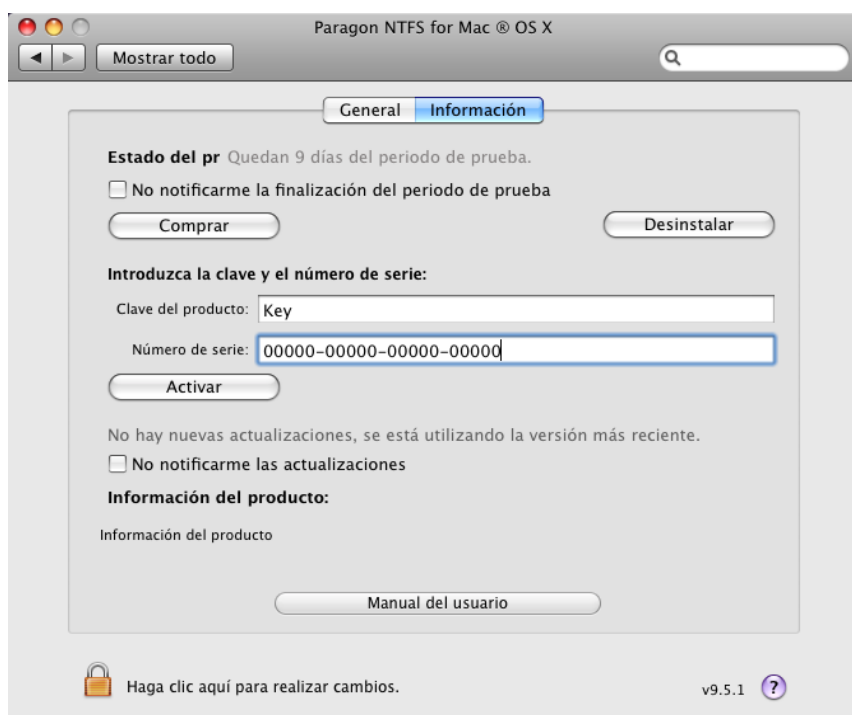 Paragon NTFS for Mac ® OS X
Mostrar todo
General Información
Estado del pr Quedan 9 días del periodo de prueba.
No notificarme la finalización del periodo de prueba
Comprar Desinstalar
Introduzca la clave y el número de serie:
Clave del producto: Key
Número de serie: 00000-00000-00000-00000
Activar
No hay nuevas actualizaciones, se está utilizando la versión más reciente.
No notificarme las actualizaciones
Información del producto:
Información del producto
Manual del usuario
Haga clic aquí para realizar cambios. v9.5.1 ?